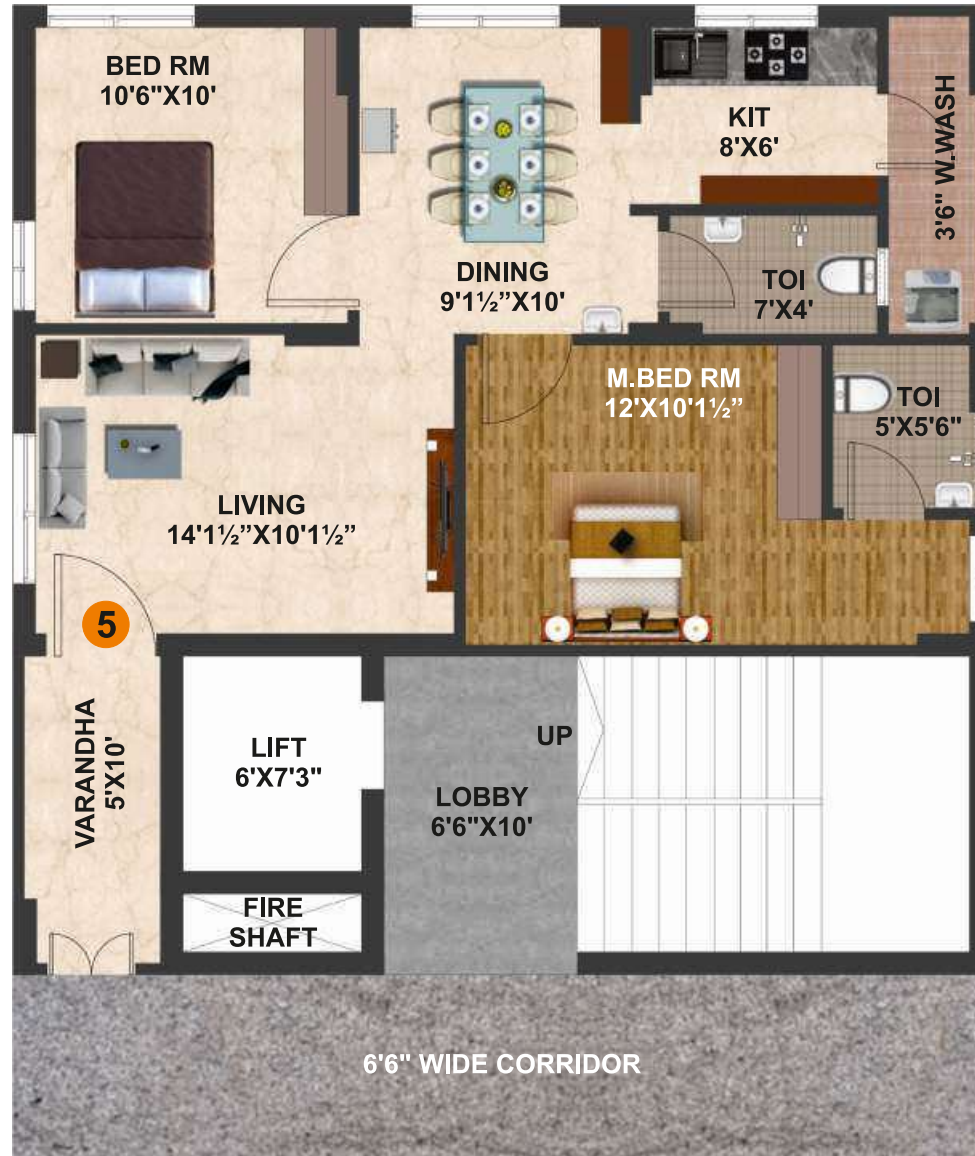 BED RM
10'6"X10'
KIT
8'X6'
3'6" W.WASH
DINING
9'1½”X10'
TOI
7'X4'
M.BED RM
12'X10'1½”
TOI
5'X5'6"
LIVING
14'1½”X10'1½”
5
VARANDHA
5'X10'
LIFT
6'X7'3"
UP
LOBBY
6'6"X10'
FIRE
SHAFT
6'6" WIDE CORRIDOR